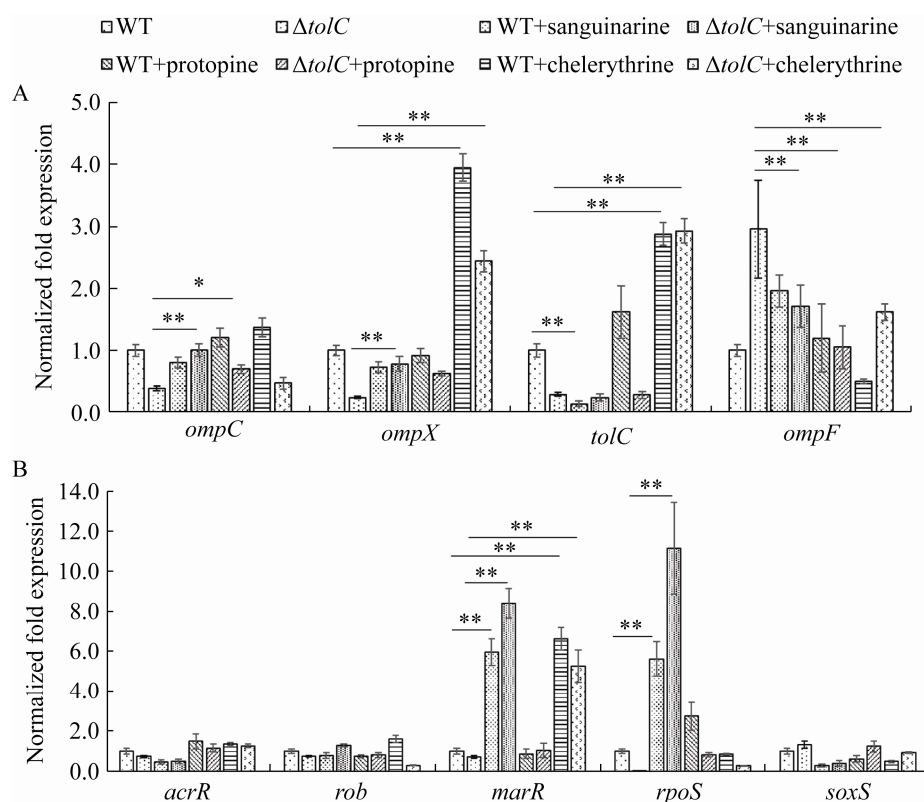 WT ΔtolC WT+sanguinarine ΔtolC+sanguinarine
WT+protopine ΔtolC+protopine WT+chelerythrine ΔtolC+chelerythrine
A
5.0
4.0
3.0
2.0
1.0
0.0
Normalized fold expression
** ** ** * ** ** ** ** ** ** ** **
ompC ompX tolC ompF
B
14.0
12.0
10.0
8.0
6.0
4.0
2.0
0.0
Normalized fold expression
** ** ** ** ** **
acrR rob marR rpoS soxS